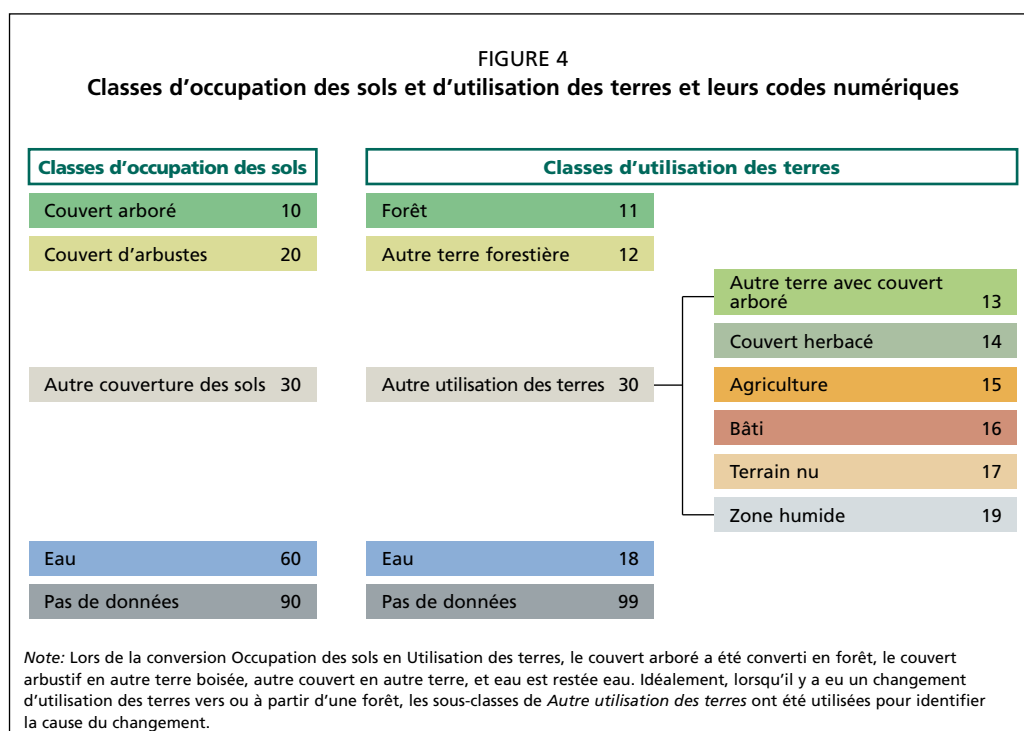 FIGURE 4
Classes d'occupation des sols et d'utilisation des terres et leurs codes numériques
Classes d'occupation des sols
Classes d'utilisation des terres
Couvert arboré 10
Forêt 11
Couvert d'arbustes 20
Autre terre forestière 12
Autre terre avec couvert
arboré 13
Couvert herbacé 14
Autre couverture des sols 30
Autre utilisation des terres 30
Agriculture 15
Bâti 16
Terrain nu 17
Zone humide 19
Eau 60
Eau 18
Pas de données 90
Pas de données 99
Note: Lors de la conversion Occupation des sols en Utilisation des terres, le couvert arboré a été converti en forêt, le couvert
arbustif en autre terre boisée, autre couvert en autre terre, et eau est restée eau. Idéalement, lorsqu'il y a eu un changement
d'utilisation des terres vers ou à partir d'une forêt, les sous-classes de Autre utilisation des terres ont été utilisées pour identifier
la cause du changement.